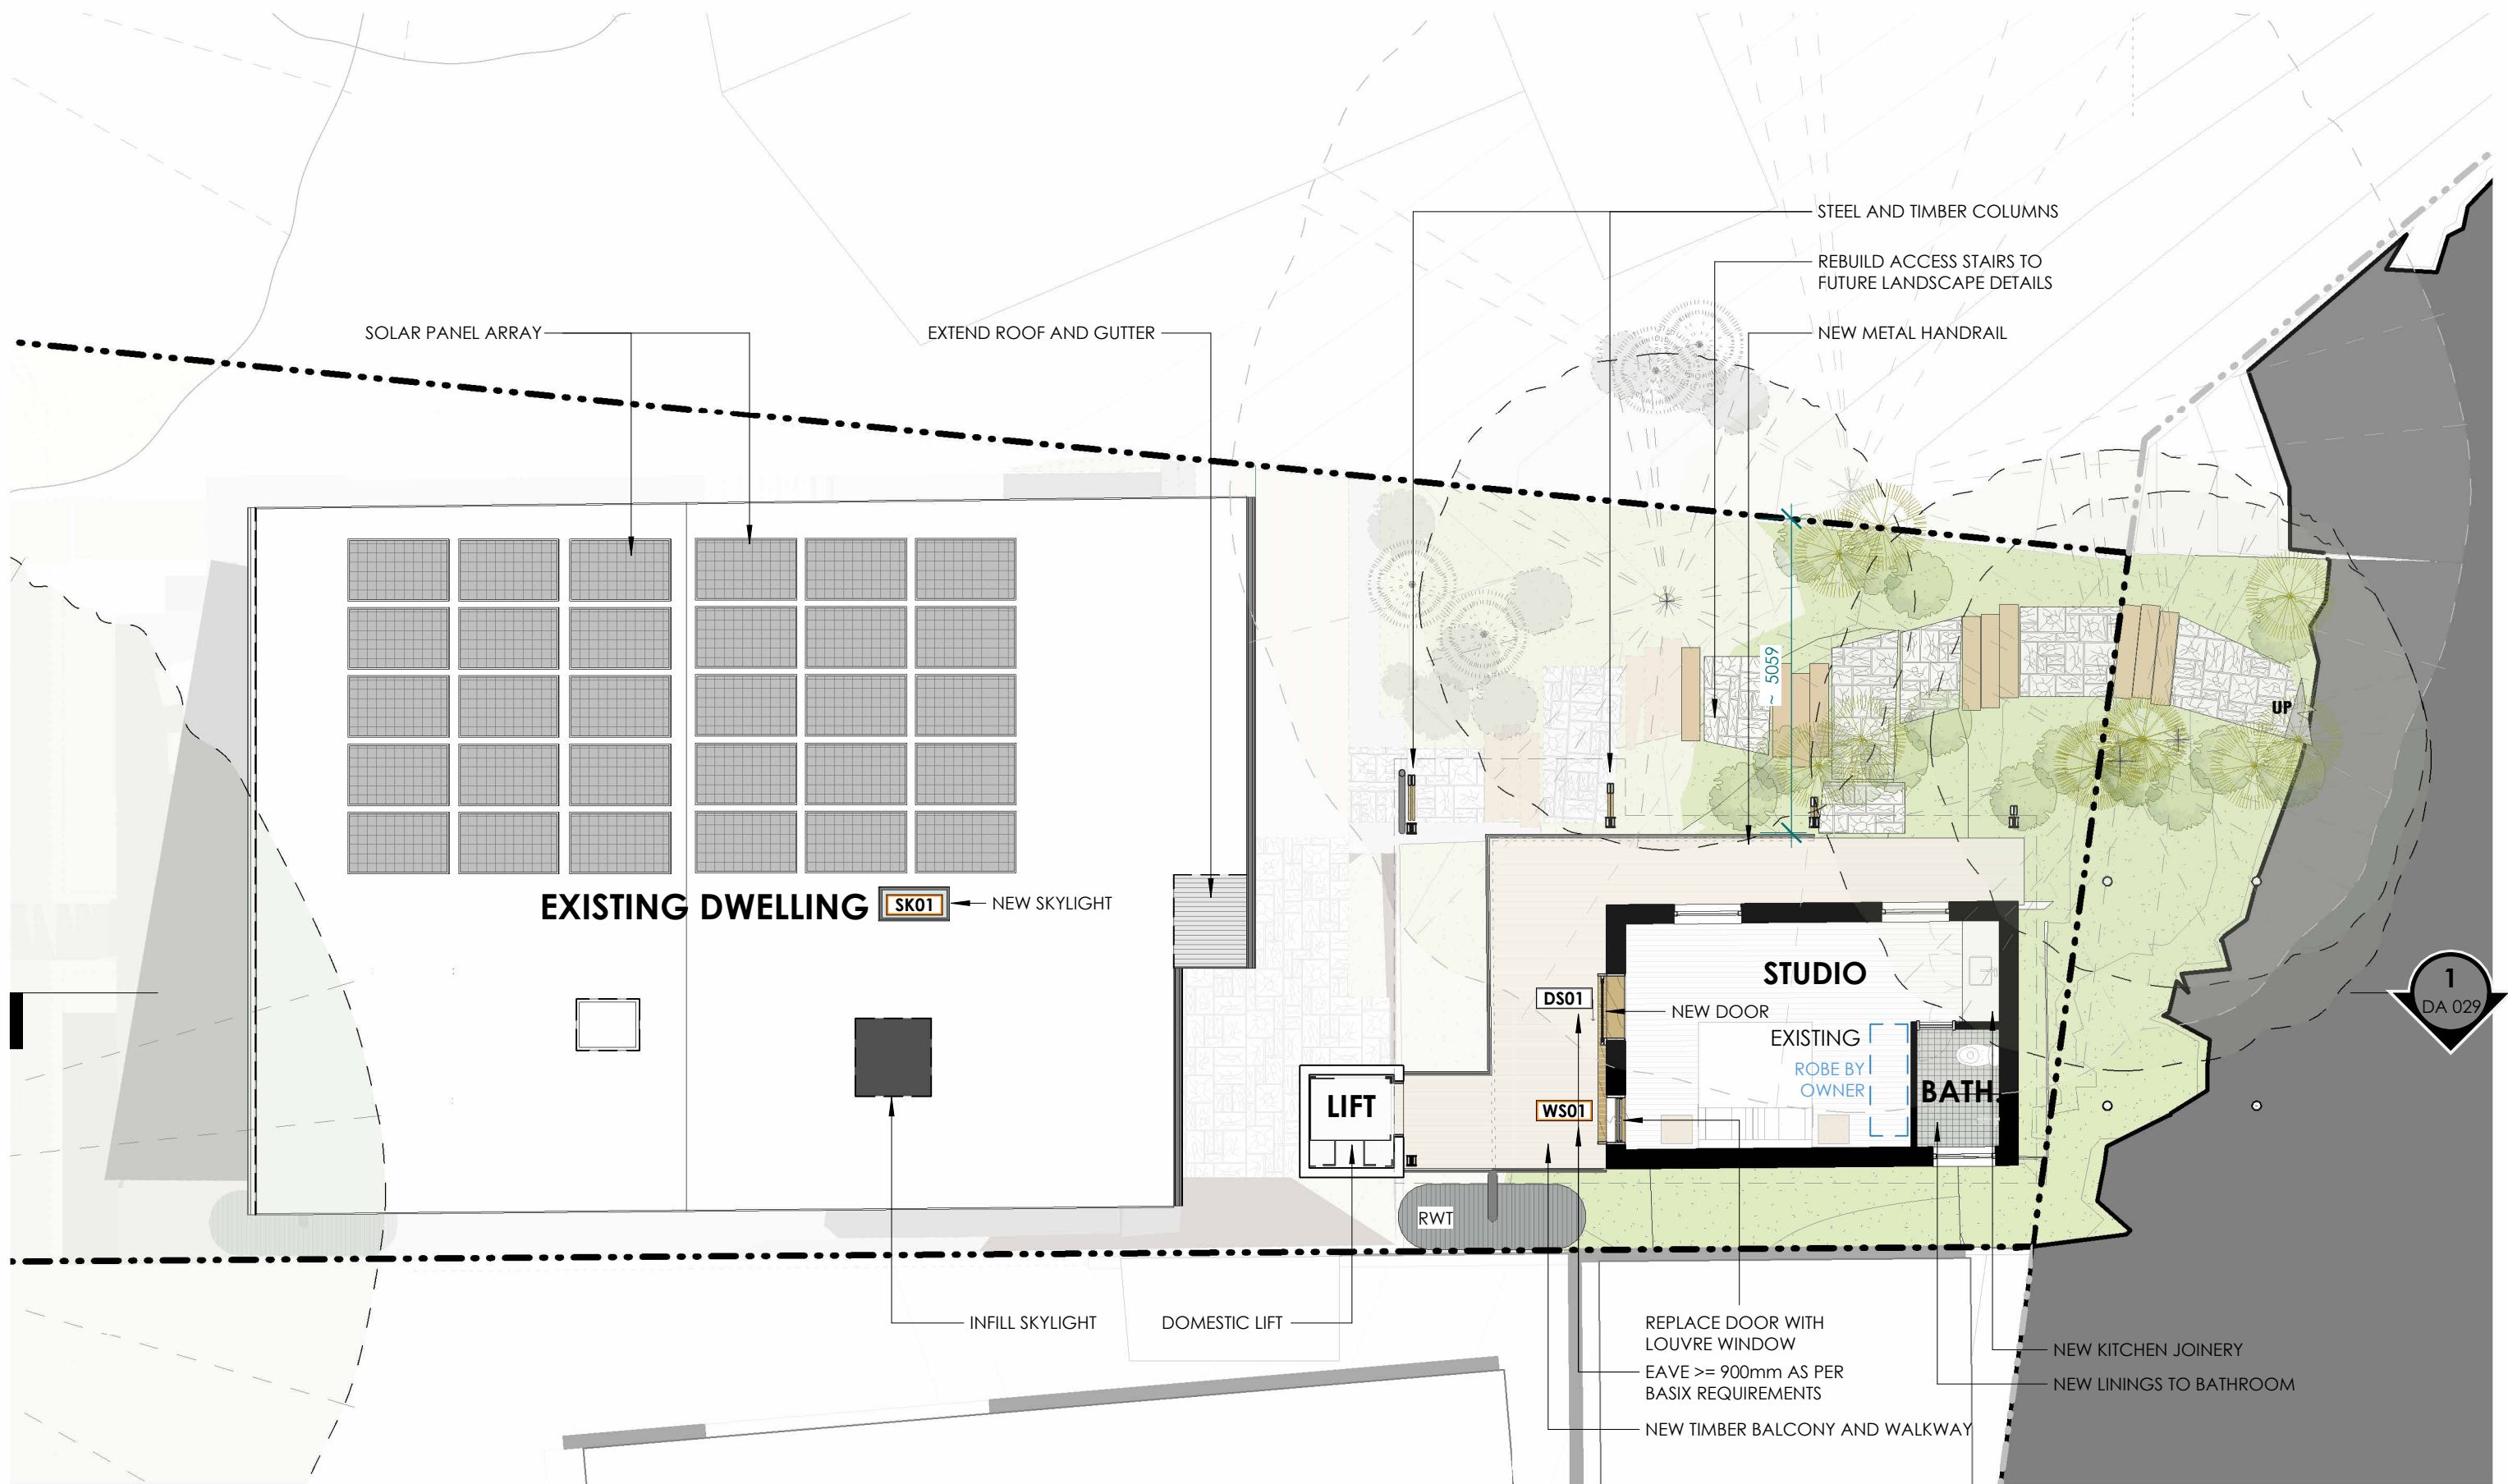 STEEL AND TIMBER COLUMNS
REBUILD ACCESS STAIRS TO
FUTURE LANDSCAPE DETAILS
SOLAR PANEL ARRAY
EXTEND ROOF AND GUTTER
NEW METAL HANDRAIL
~ 5059
UP
EXISTING DWELLING
SK01
NEW SKYLIGHT
STUDIO
1
DA 029
DS01
NEW DOOR
EXISTING
ROBE BY
OWNER
BATH.
LIFT
WS01
RWT
INFILL SKYLIGHT
DOMESTIC LIFT
REPLACE DOOR WITH
LOUVRE WINDOW
EAVE >= 900mm AS PER
BASIX REQUIREMENTS
NEW TIMBER BALCONY AND WALKWAY
NEW KITCHEN JOINERY
NEW LININGS TO BATHROOM